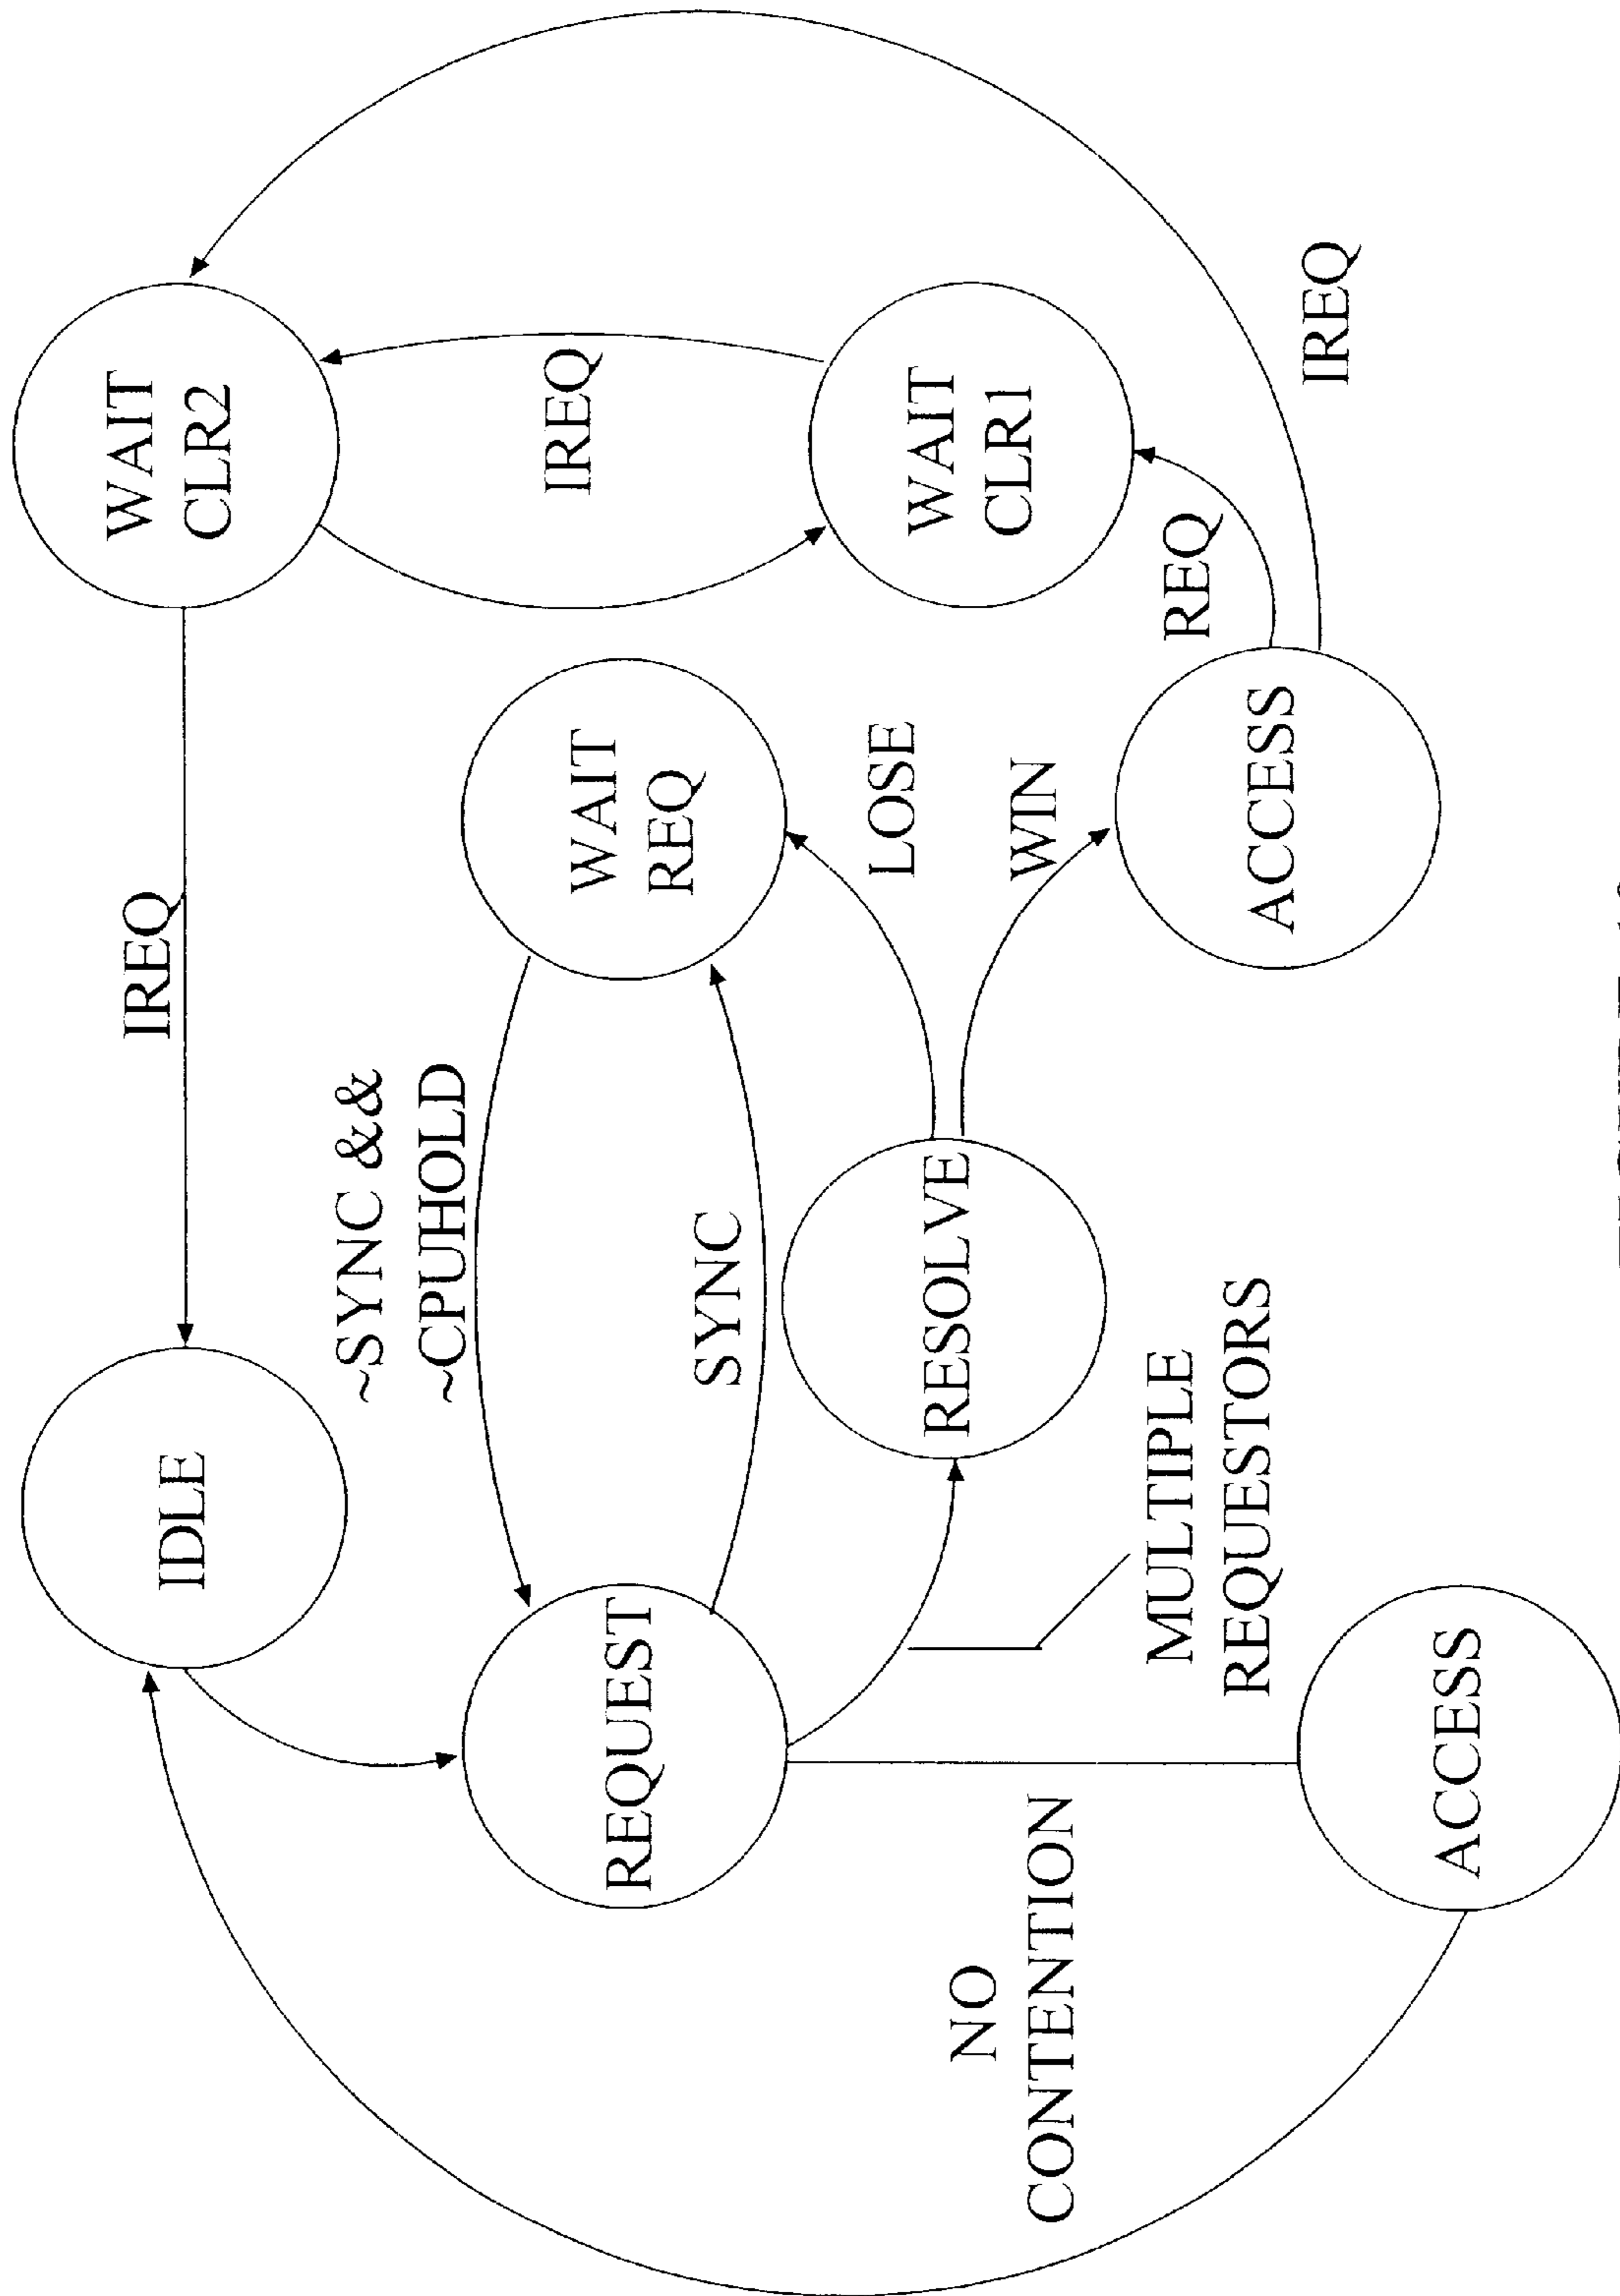 IDLE
IREQ
WAIT
CLR2
~SYNC &&
~CPUHOLD
IREQ
REQUEST
SYNC
WAIT
REQ
WAIT
CLR1
RESOLVE
LOSE
NO
CONTENTION
MULTIPLE
REQUESTORS
WIN
REQ
ACCESS
ACCESS
IREQ